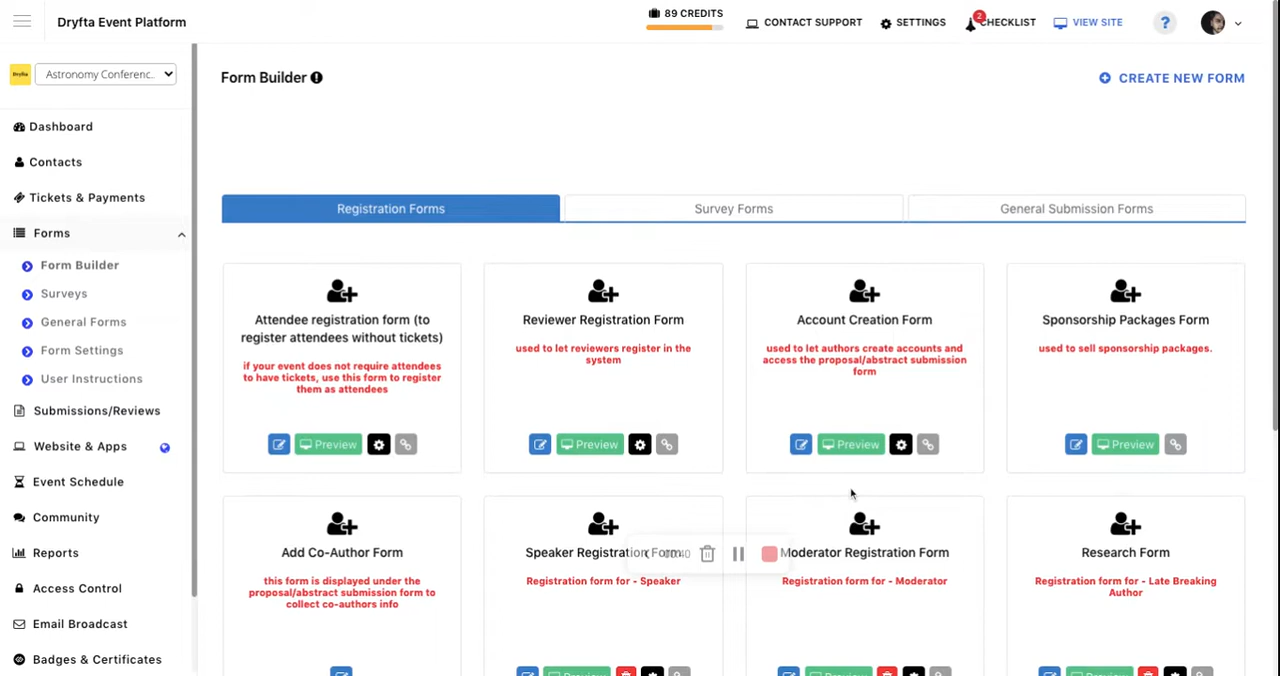 Dryfta Event Platform
89 CREDITS
CONTACT SUPPORT
SETTINGS
2
CHECKLIST
VIEW SITE
?
Dryfta
Astronomy Conferenc..
Dashboard
Contacts
Tickets & Payments
Forms
Form Builder
Surveys
General Forms
Form Settings
User Instructions
Submissions/Reviews
Website & Apps
Event Schedule
Community
Reports
Access Control
Email Broadcast
Badges & Certificates
Form Builder
CREATE NEW FORM
Registration Forms
Survey Forms
General Submission Forms
Attendee registration form (to
register attendees without tickets)
if your event does not require attendees
to have tickets, use this form to register
them as attendees
Preview
Reviewer Registration Form
used to let reviewers register in the
system
Preview
Account Creation Form
used to let authors create accounts and
access the proposal/abstract submission
form
Preview
Sponsorship Packages Form
used to sell sponsorship packages.
Preview
Add Co-Author Form
this form is displayed under the
proposal/abstract submission form to
collect co-authors info
Speaker Registration Form
Registration form for - Speaker
Preview
Moderator Registration Form
Registration form for - Moderator
Preview
Research Form
Registration form for - Late Breaking
Author
Preview